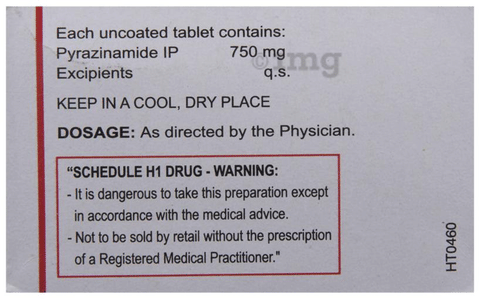 Each uncoated tablet contains:
Pyrazinamide IP 750 mg
Excipients q.s.
KEEP IN A COOL, DRY PLACE
DOSAGE: As directed by the Physician.
"SCHEDULE H1 DRUG - WARNING:
- It is dangerous to take this preparation except
in accordance with the medical advice.
- Not to be sold by retail without the prescription
of a Registered Medical Practitioner."
HT0460
©1mg